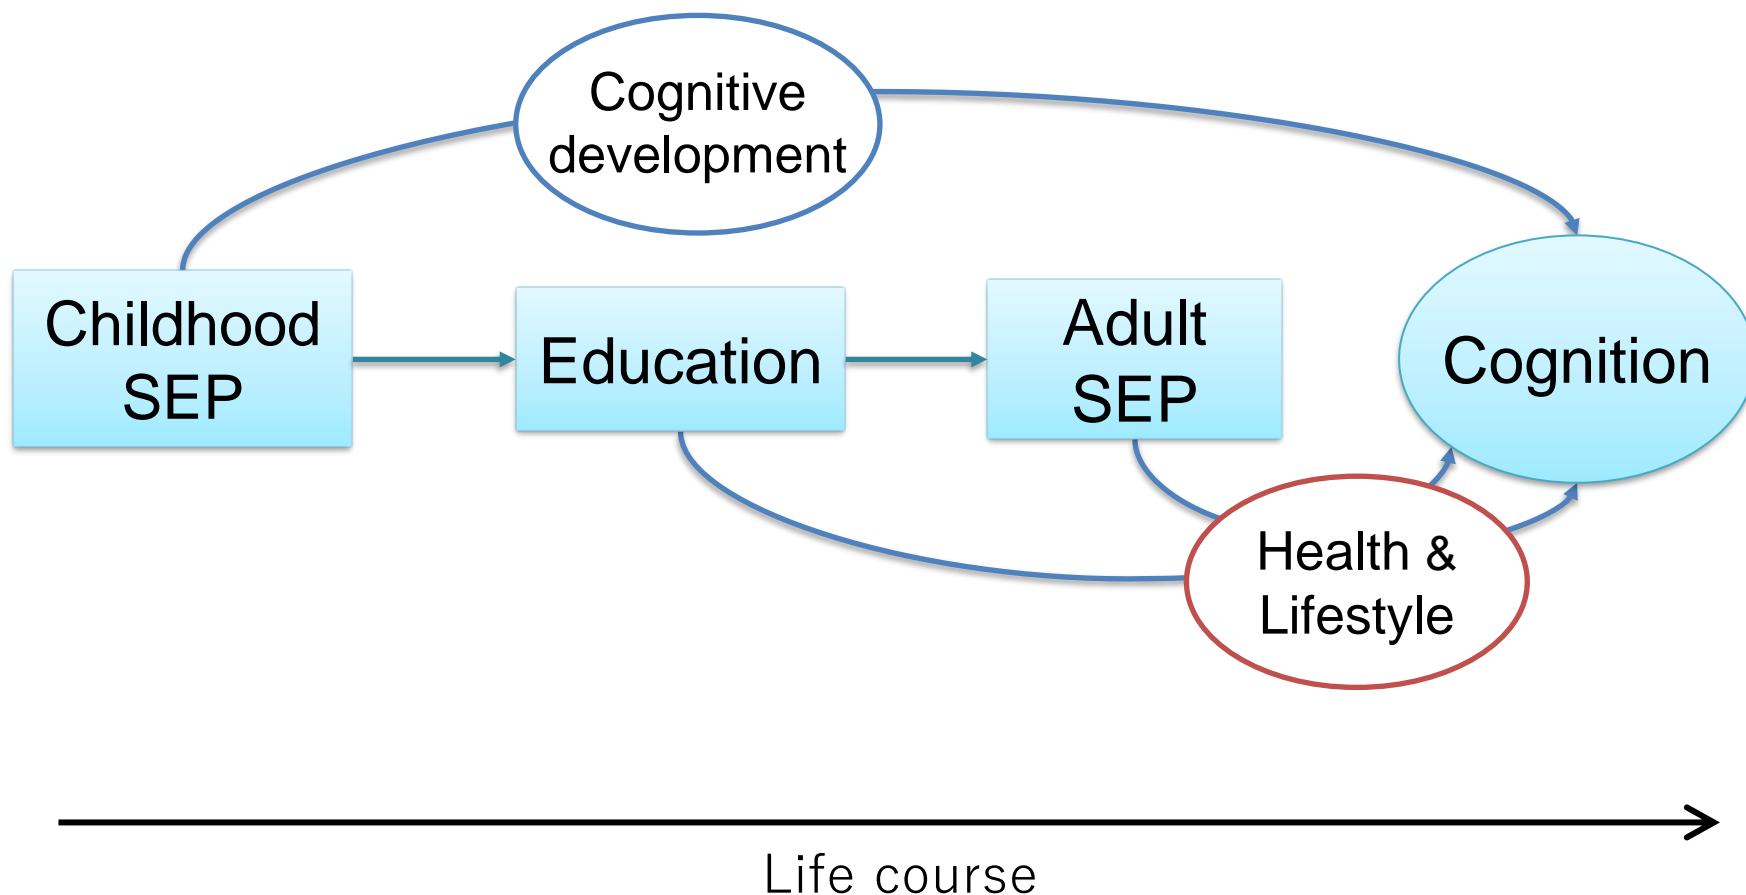 Cognitive
development
Childhood
SEP
Education
Adult
SEP
Cognition
Health &
Lifestyle
Life course